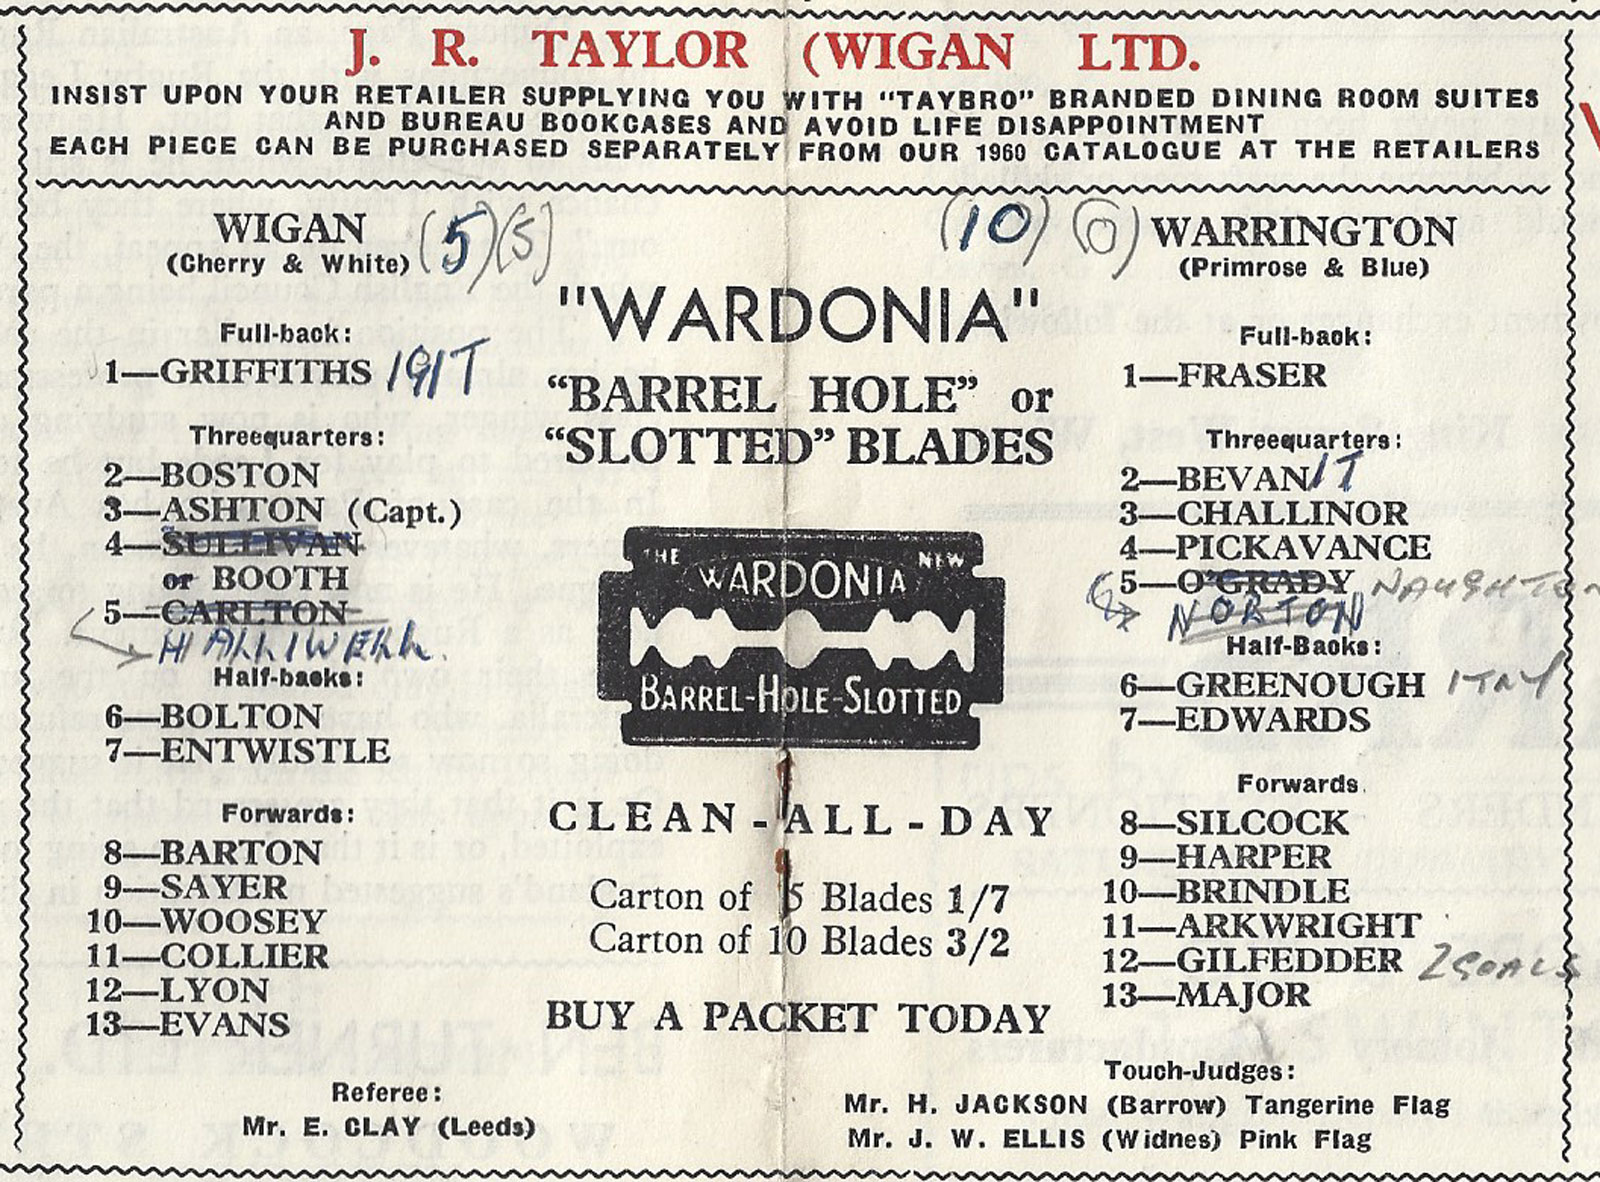 J. R. TAYLOR (WIGAN LTD.
INSIST UPON YOUR RETAILER SUPPLYING YOU WITH "TAYBRO" BRANDED DINING ROOM SUITES
AND BUREAU BOOKCASES AND AVOID LIFE DISAPPOINTMENT
EACH PIECE CAN BE PURCHASED SEPARATELY FROM OUR 1960 CATALOGUE AT THE RETAILERS
WIGAN (5) (5)
(Cherry & White)
Full-back:
1—GRIFFITHS 1G1T
Threequarters:
2—BOSTON
3—ASHTON (Capt.)
4—SULLIVAN
or BOOTH
5—CARLTON
HALLIWELL
Half-backs:
6—BOLTON
7—ENTWISTLE
Forwards:
8—BARTON
9—SAYER
10—WOOSEY
11—COLLIER
12—LYON
13—EVANS
Referee:
Mr. E. CLAY (Leeds)
"WARDONIA"
"BARREL HOLE" or
"SLOTTED" BLADES
THE NEW
WARDONIA
BARREL-HOLE-SLOTTED
CLEAN-ALL-DAY
Carton of 5 Blades 1/7
Carton of 10 Blades 3/2
BUY A PACKET TODAY
(10) (0) WARRINGTON
(Primrose & Blue)
Full-back:
1—FRASER
Threequarters:
2—BEVAN 1T
3—CHALLINOR
4—PICKAVANCE
5—O'GRADY NAUGHTON
NORTON
Half-Backs:
6—GREENOUGH 1TRY
7—EDWARDS
Forwards
8—SILCOCK
9—HARPER
10—BRINDLE
11—ARKWRIGHT
12—GILFEDDER 2GOALS
13—MAJOR
Touch-Judges:
Mr. H. JACKSON (Barrow) Tangerine Flag
Mr. J. W. ELLIS (Widnes) Pink Flag